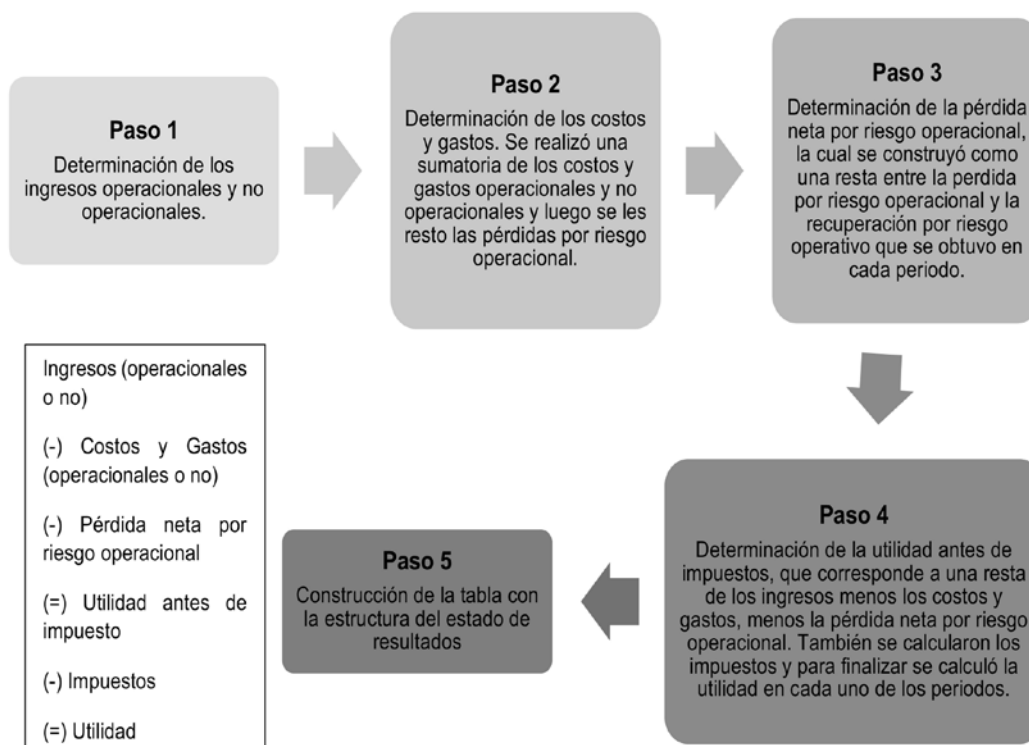 Paso 1
Determinación de los
ingresos operacionales y no
operacionales.
Paso 2
Determinación de los costos
y gastos. Se realizó una
sumatoria de los costos y
gastos operacionales y no
operacionales y luego se les
resto las pérdidas por riesgo
operacional.
Paso 3
Determinación de la pérdida
neta por riesgo operacional,
la cual se construyó como
una resta entre la perdida
por riesgo operacional y la
recuperación por riesgo
operativo que se obtuvo en
cada periodo.
Paso 4
Determinación de la utilidad antes de
impuestos, que corresponde a una resta
de los ingresos menos los costos y
gastos, menos la pérdida neta por riesgo
operacional. También se calcularon los
impuestos y para finalizar se calculó la
utilidad en cada uno de los periodos.
Paso 5
Construcción de la tabla con
la estructura del estado de
resultados
Ingresos (operacionales
o no)
(-) Costos y Gastos
(operacionales o no)
(-) Pérdida neta por
riesgo operacional
(=) Utilidad antes de
impuesto
(-) Impuestos
(=) Utilidad